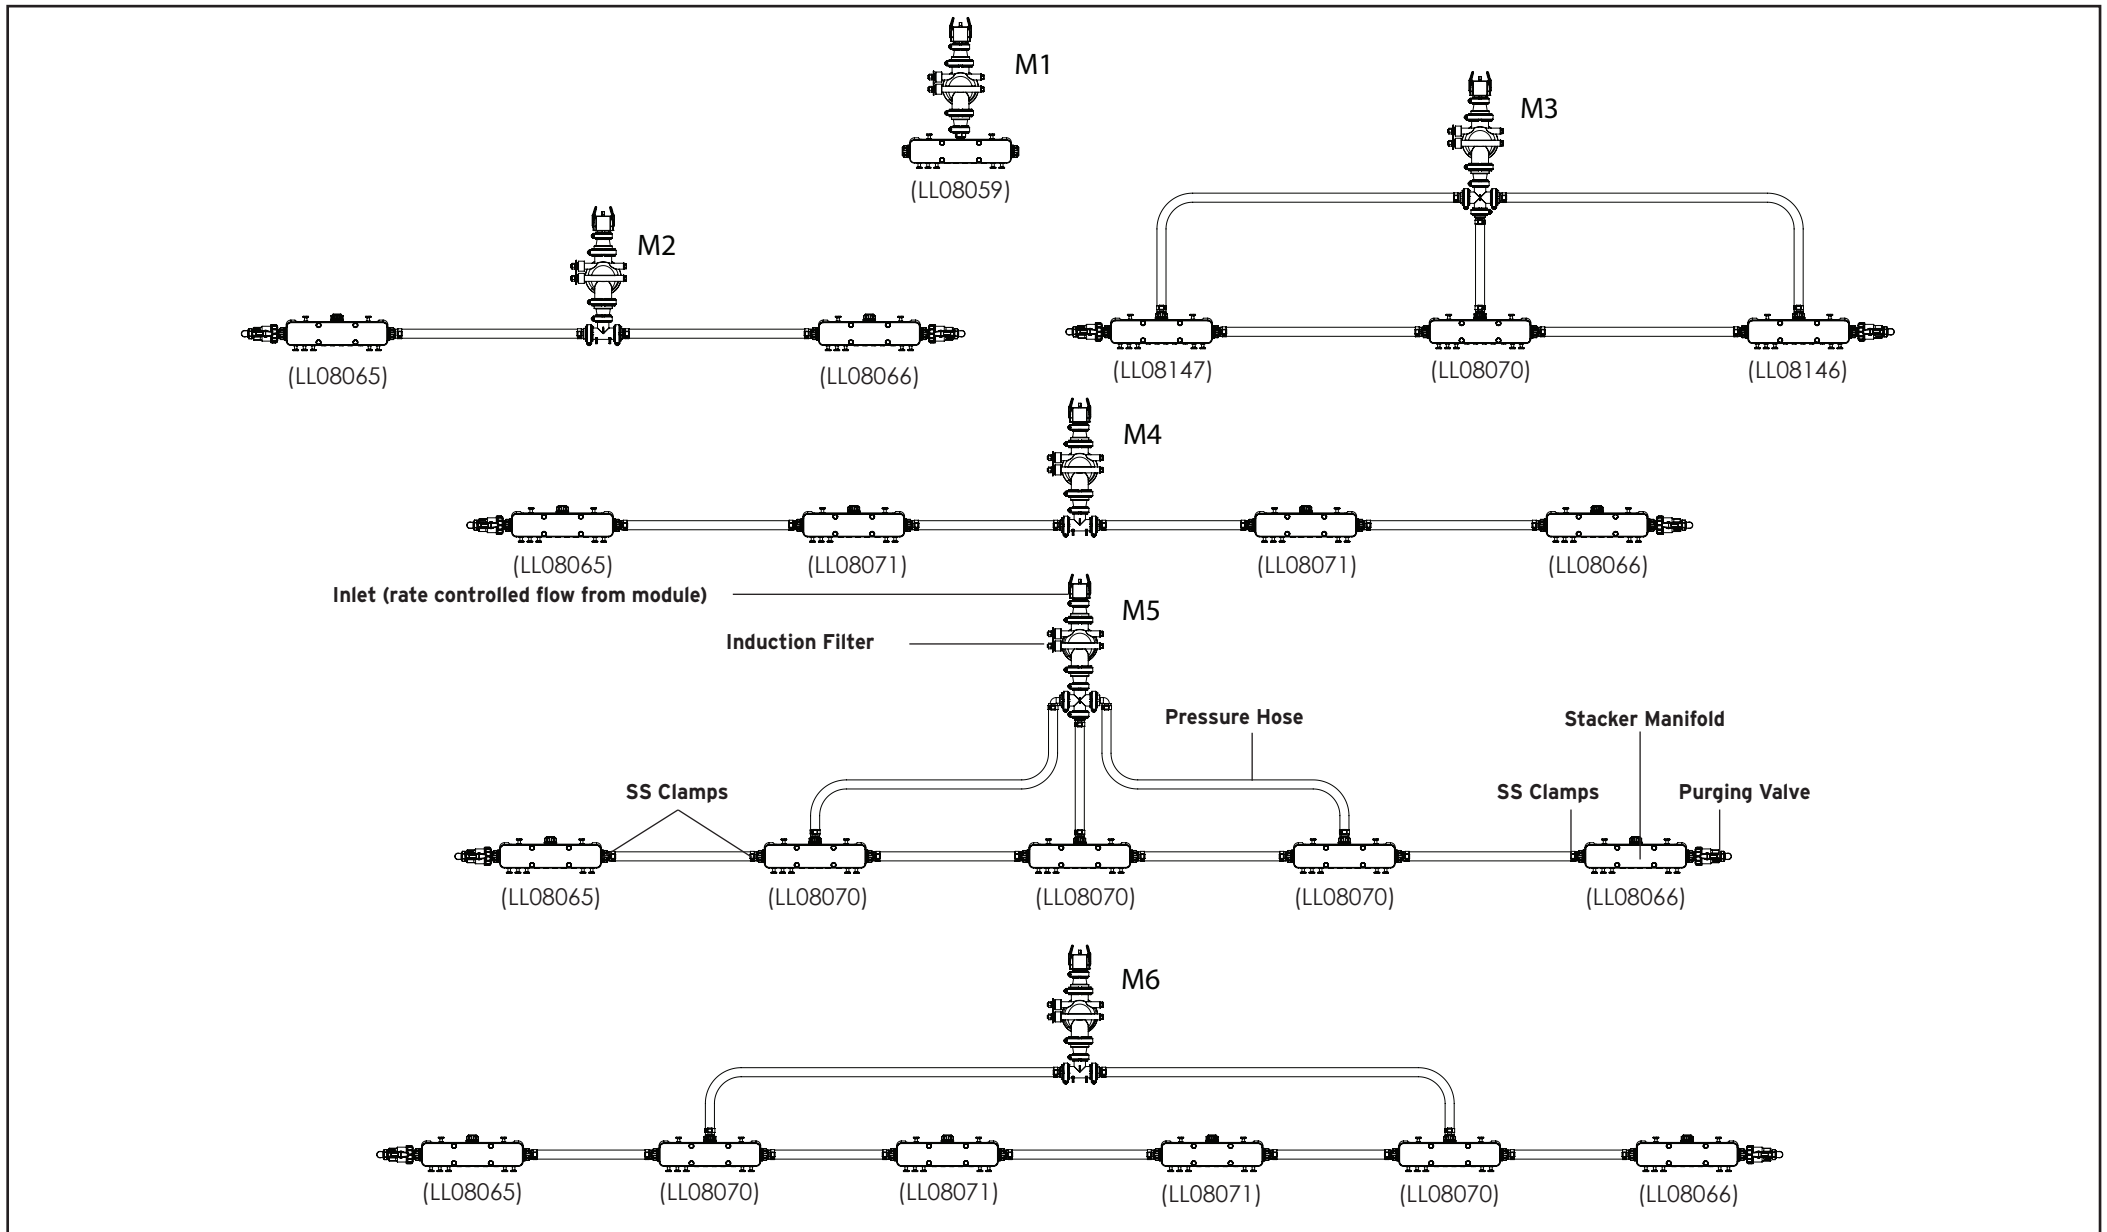 M1
(LL08059)
M3
(LL08147)
(LL08070)
(LL08146)
M2
(LL08065)
(LL08066)
M4
(LL08065)
(LL08071)
(LL08071)
(LL08066)
Inlet (rate controlled flow from module)
M5
Induction Filter
Pressure Hose
Stacker Manifold
SS Clamps
SS Clamps
Purging Valve
(LL08065)
(LL08070)
(LL08070)
(LL08070)
(LL08066)
M6
(LL08065)
(LL08070)
(LL08071)
(LL08071)
(LL08070)
(LL08066)